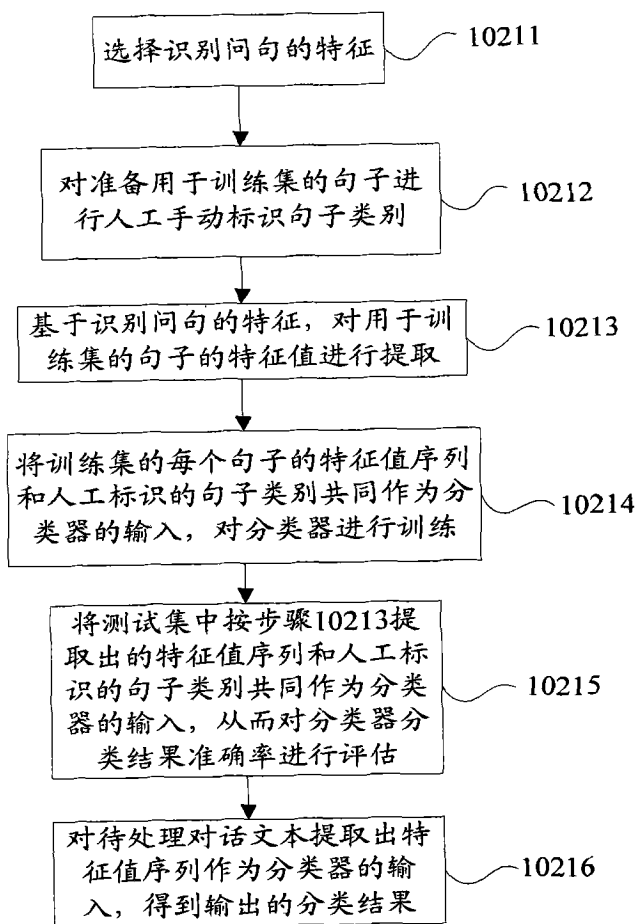 选择识别问句的特征
10211
对准备用于训练集的句子进
行人工手动标识句子类别
10212
基于识别问句的特征，对用于训
练集的句子的特征值进行提取
10213
将训练集的每个句子的特征值序列
和人工标识的句子类别共同作为分
类器的输入，对分类器进行训练
10214
将测试集中按步骤10213提
取出的特征值序列和人工标
识的句子类别共同作为分类
器的输入，从而对分类器分
类结果准确率进行评估
10215
对待处理对话文本提取出特
征值序列作为分类器的输
入，得到输出的分类结果
10216